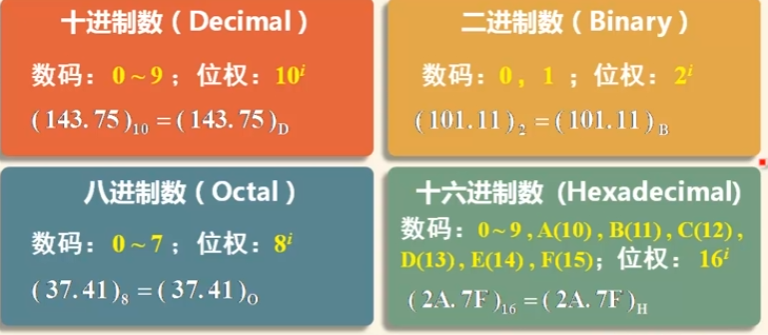 十进制数（Decimal）
数码：0~9；位权：10^i
(143.75)₁₀=(143.75)_D
二进制数（Binary）
数码：0，1；位权：2^i
(101.11)₂=(101.11)_B
八进制数（Octal）
数码：0~7；位权：8^i
(37.41)₈=(37.41)_O
十六进制数 (Hexadecimal)
数码：0~9,A(10),B(11),C(12),
D(13),E(14),F(15)；位权：16^i
(2A.7F)₁₆=(2A.7F)_H